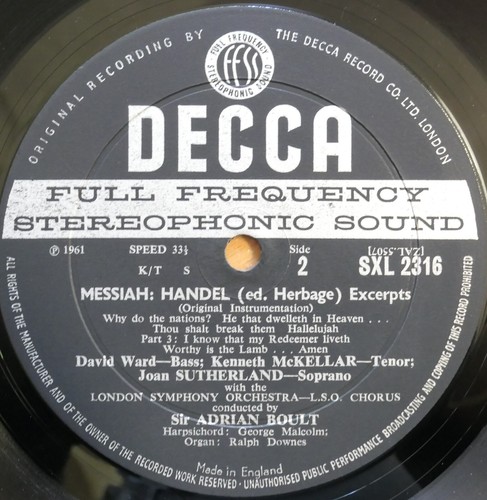 ORIGINAL RECORDING BY
THE DECCA RECORD CO. LTD. LONDON
FULL FREQUENCY
ffss
STEREOPHONIC SOUND
DECCA
FULL FREQUENCY
STEREOPHONIC SOUND
℗ 1961
SPEED 33⅓
Side
[ZAL.5507]
K/T S
2
SXL 2316
MESSIAH: HANDEL (ed. Herbage) Excerpts
(Original Instrumentation)
Why do the nations? He that dwelleth in Heaven . . .
Thou shalt break them Hallelujah
Part 3: I know that my Redeemer liveth
Worthy is the Lamb . . . Amen
David Ward—Bass; Kenneth McKELLAR—Tenor;
Joan SUTHERLAND—Soprano
with the
LONDON SYMPHONY ORCHESTRA—L.S.O. CHORUS
conducted by
Sir ADRIAN BOULT
Harpsichord: George Malcolm;
Organ: Ralph Downes
Made in England
ALL RIGHTS OF THE MANUFACTURER AND OF THE OWNER OF THE RECORDED WORK RESERVED · UNAUTHORISED PUBLIC PERFORMANCE BROADCASTING AND COPYING OF THIS RECORD PROHIBITED